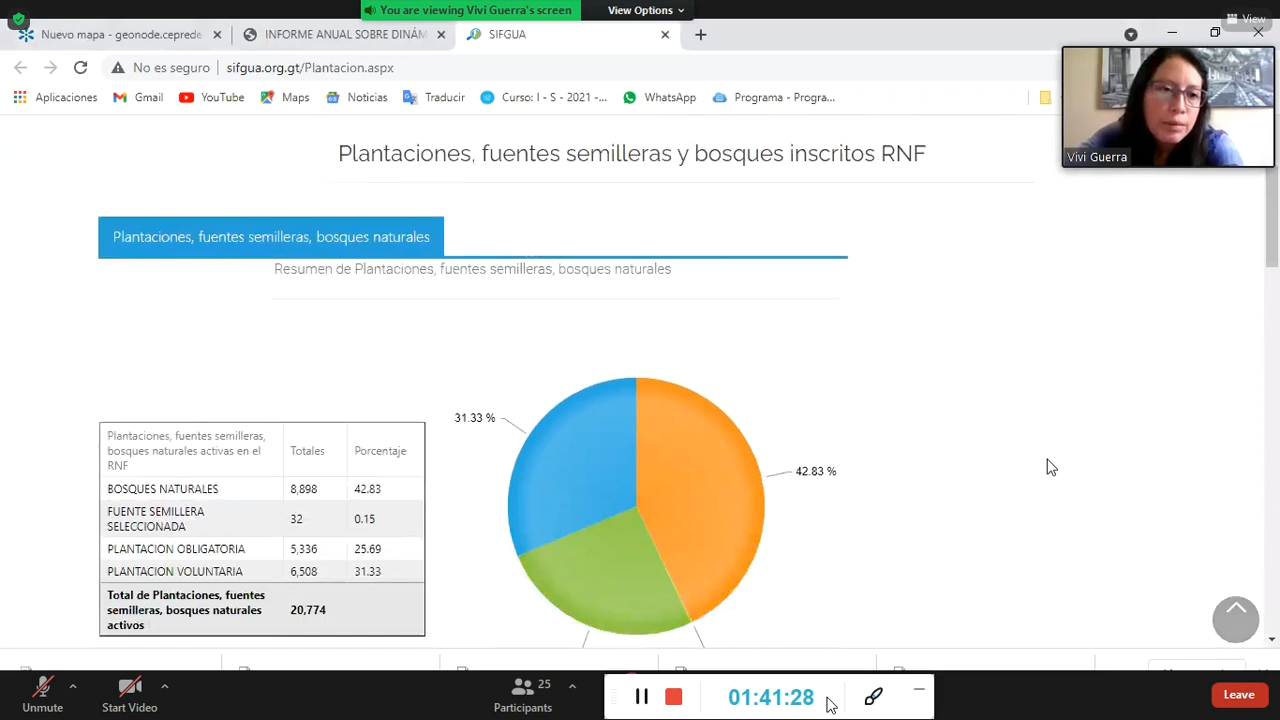 You are viewing Vivi Guerra's screen
View Options
View
Nuevo mapa - geonode.ceprede
INFORME ANUAL SOBRE DINÁM
SIFGUA
No es seguro
sifgua.org.gt/Plantacion.aspx
Aplicaciones
Gmail
YouTube
Maps
Noticias
Traducir
Curso: I - S - 2021 -...
WhatsApp
Programa - Progra...
Vivi Guerra
Plantaciones, fuentes semilleras y bosques inscritos RNF
Plantaciones, fuentes semilleras, bosques naturales
Resumen de Plantaciones, fuentes semilleras, bosques naturales
31.33 %
42.83 %
Plantaciones, fuentes semilleras,
bosques naturales activas en el
RNF
Totales
Porcentaje
BOSQUES NATURALES 8,898 42.83
FUENTE SEMILLERA
SELECCIONADA 32 0.15
PLANTACION OBLIGATORIA 5,336 25.69
PLANTACION VOLUNTARIA 6,508 31.33
Total de Plantaciones, fuentes
semilleras, bosques naturales
activos
20,774
Unmute
Start Video
25
Participants
01:41:28
Leave